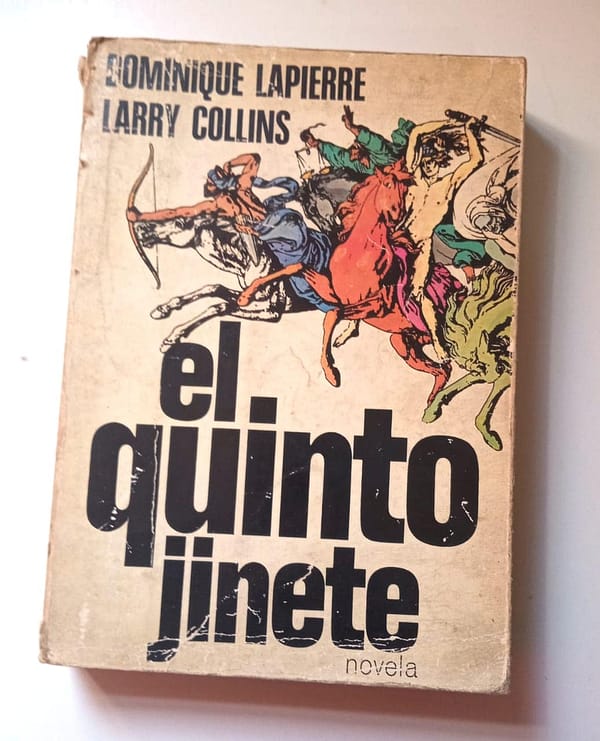 DOMINIQUE LAPIERRE
LARRY COLLINS
el
quinto
jinete
novela